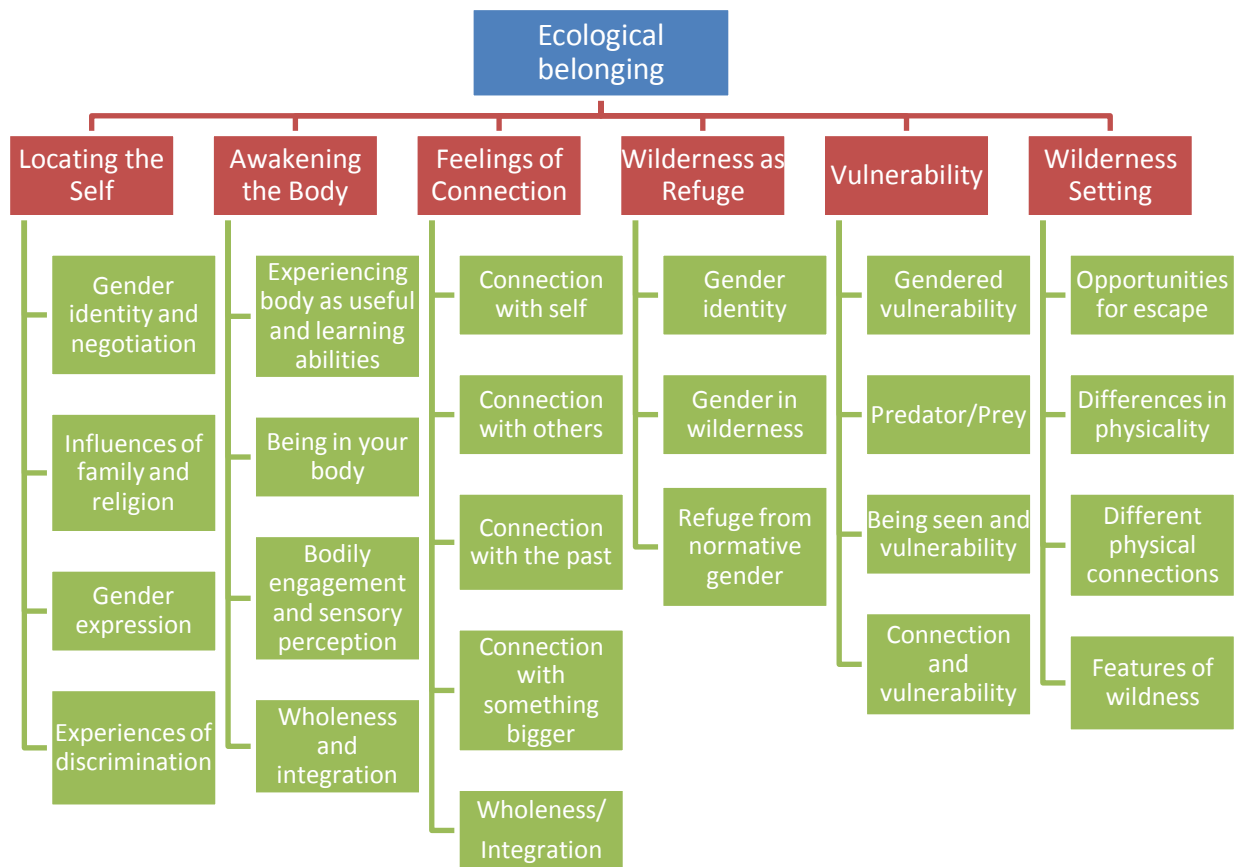 Ecological
belonging
Locating the
Self
Awakening
the Body
Feelings of
Connection
Wilderness as
Refuge
Vulnerability
Wilderness
Setting
Gender
identity and
negotiation
Influences of
family and
religion
Gender
expression
Experiences of
discrimination
Experiencing
body as useful
and learning
abilities
Being in your
body
Bodily
engagement
and sensory
perception
Wholeness
and
integration
Connection
with self
Connection
with others
Connection
with the past
Connection
with
something
bigger
Wholeness/
Integration
Gender
identity
Gender in
wilderness
Refuge from
normative
gender
Gendered
vulnerability
Predator/Prey
Being seen and
vulnerability
Connection
and
vulnerability
Opportunities
for escape
Differences in
physicality
Different
physical
connections
Features of
wildness